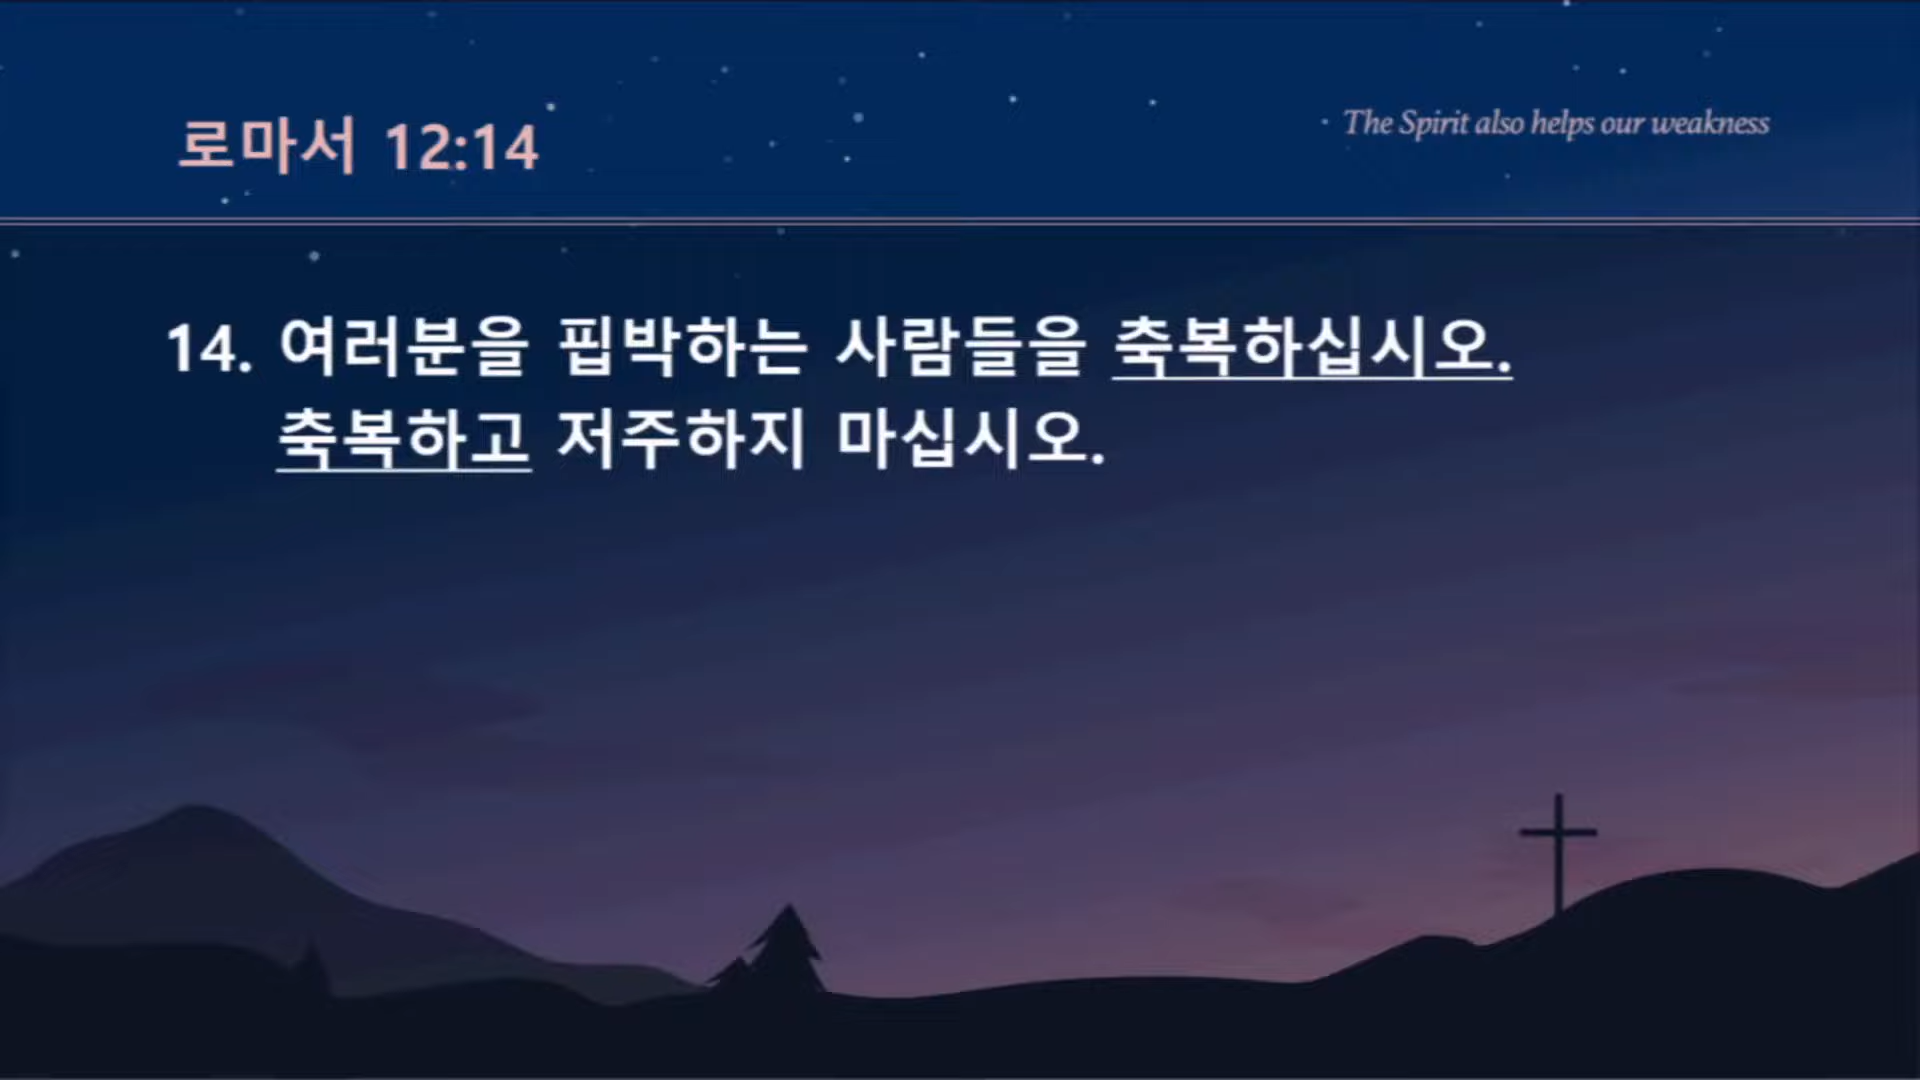 로마서 12:14
The Spirit also helps our weakness
14. 여러분을 핍박하는 사람들을 축복하십시오.
축복하고 저주하지 마십시오.